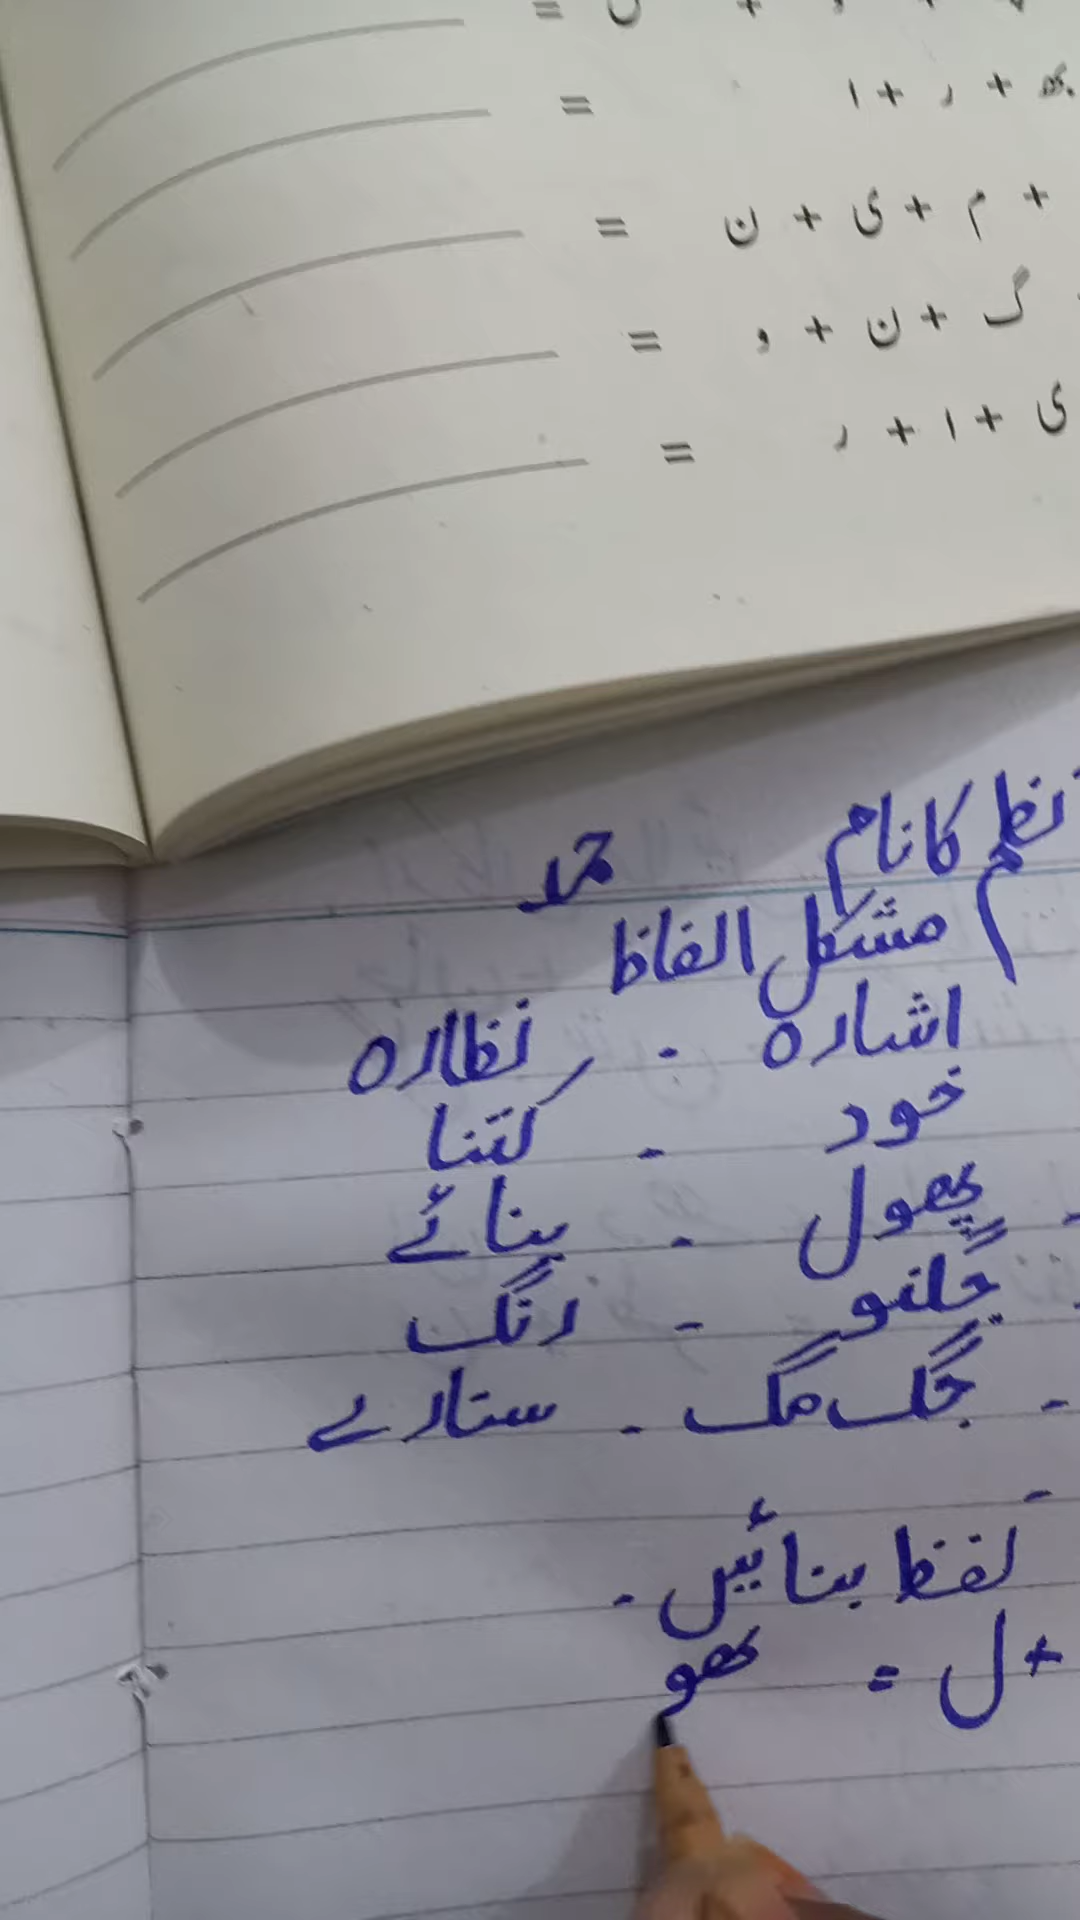 بھ + ر + ا =
+ م + ی + ن =
گ + ن + و =
ی + ا + ر =
نظم کا نام حمد
مشکل الفاظ
اشارہ - نظارہ
خود - کتنا
پھول - بنائے
جگنو - رنگ
جگ مگ - ستارے
لفظ بنائیں -
+ ل = پھو